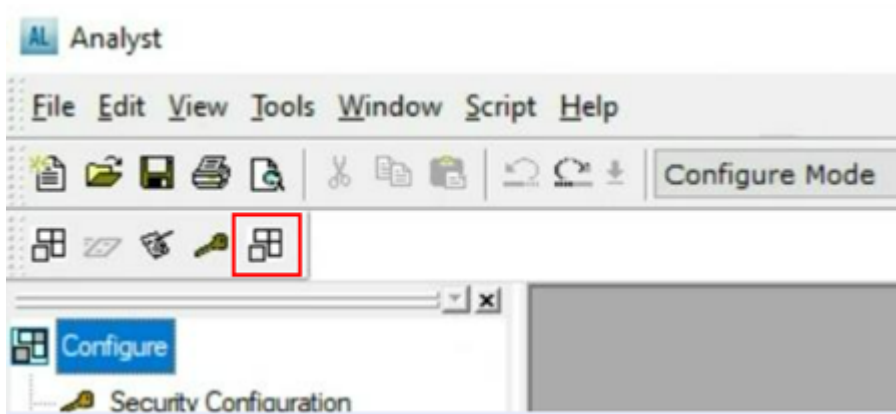 AL Analyst
File Edit View Tools Window Script Help
Configure Mode
Configure
Security Configuration